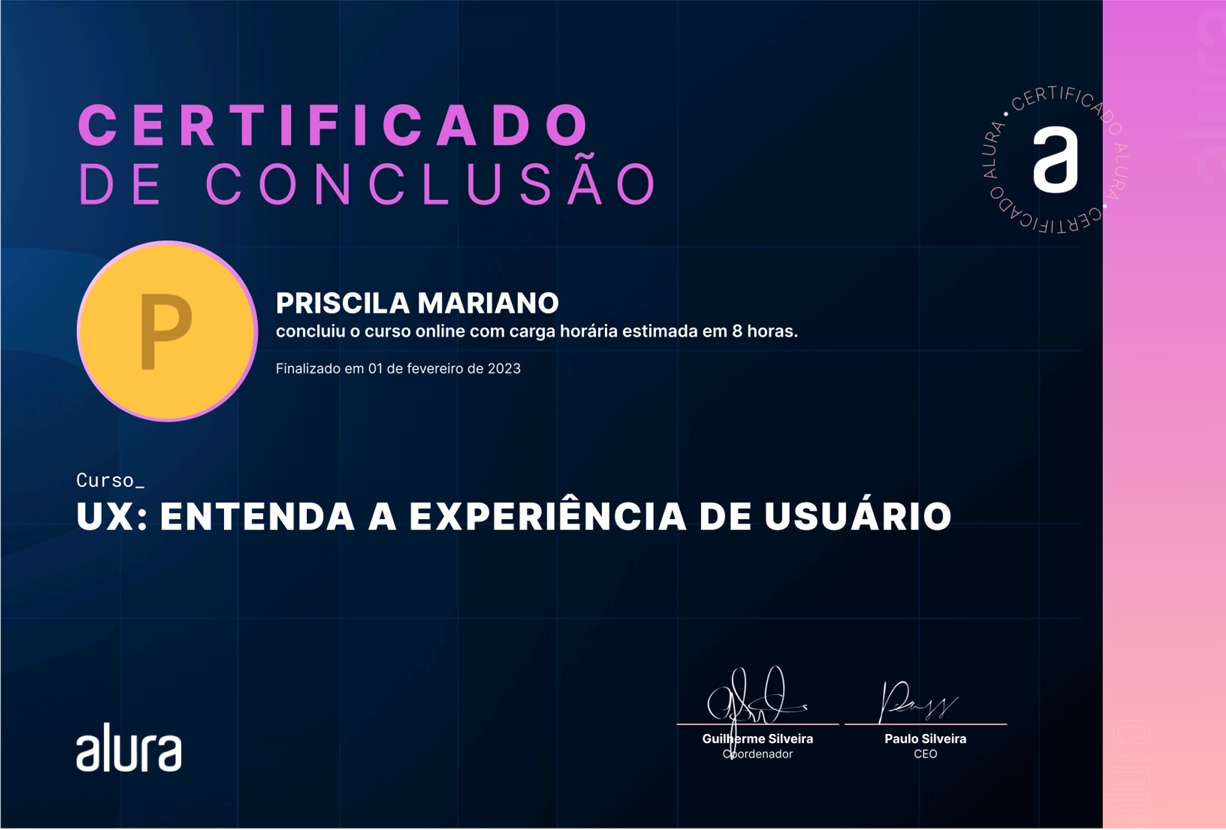 CERTIFICADO
DE CONCLUSÃO
CERTIFICADO ALURA • CERTIFICADO ALURA •
a
P
PRISCILA MARIANO
concluiu o curso online com carga horária estimada em 8 horas.
Finalizado em 01 de fevereiro de 2023
Curso_
UX: ENTENDA A EXPERIÊNCIA DE USUÁRIO
alura
Guilherme Silveira
Coordenador
Paulo Silveira
CEO
alura
alura